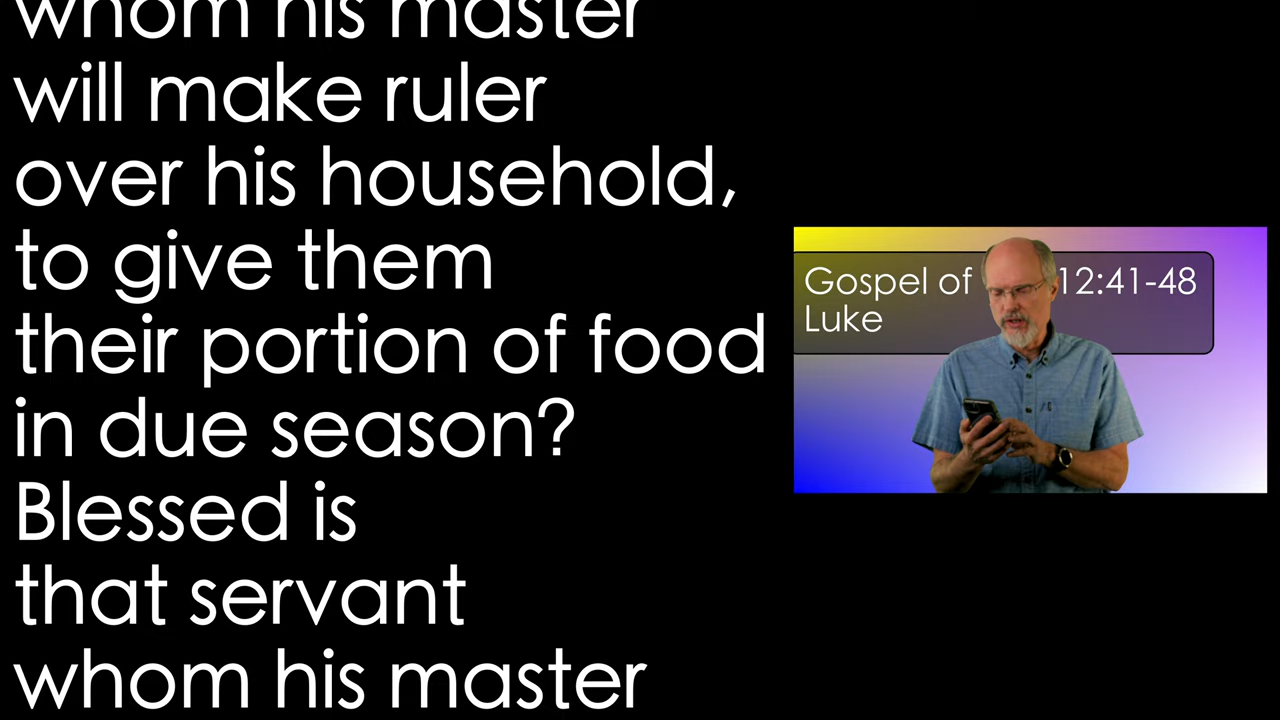 whom his master
will make ruler
over his household,
to give them
their portion of food
in due season?
Blessed is
that servant
whom his master
Gospel of 12:41-48
Luke